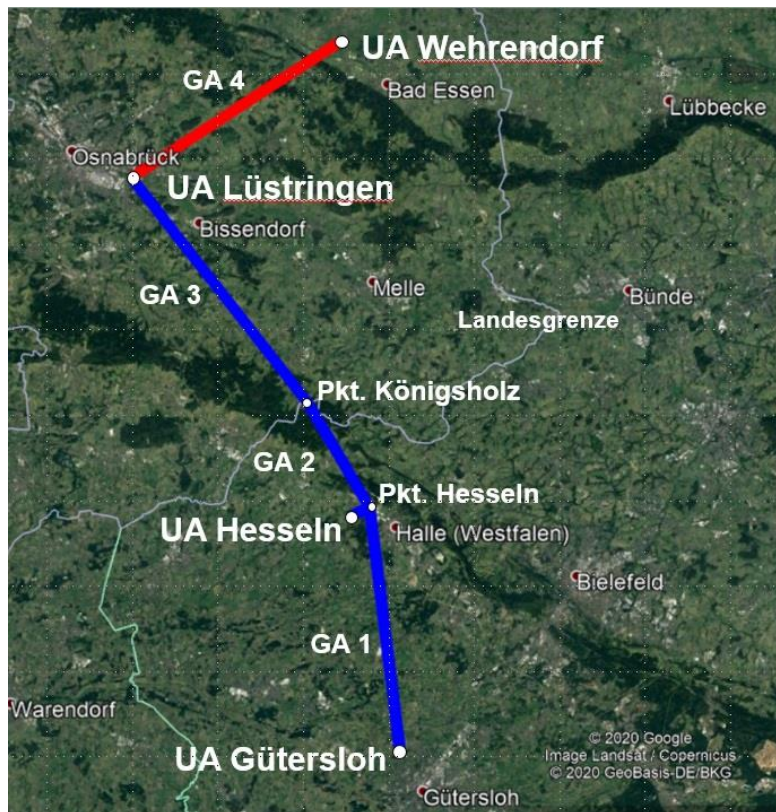 UA Wehrendorf
GA 4
Bad Essen
Lübbecke
Osnabrück
UA Lüstringen
Bissendorf
GA 3
Melle
Bünde
Landesgrenze
Pkt. Königsholz
GA 2
Pkt. Hesseln
UA Hesseln
Halle (Westfalen)
Bielefeld
GA 1
Warendorf
UA Gütersloh
© 2020 Google
Image Landsat / Copernicus
© 2020 GeoBasis-DE/BKG
Gütersloh